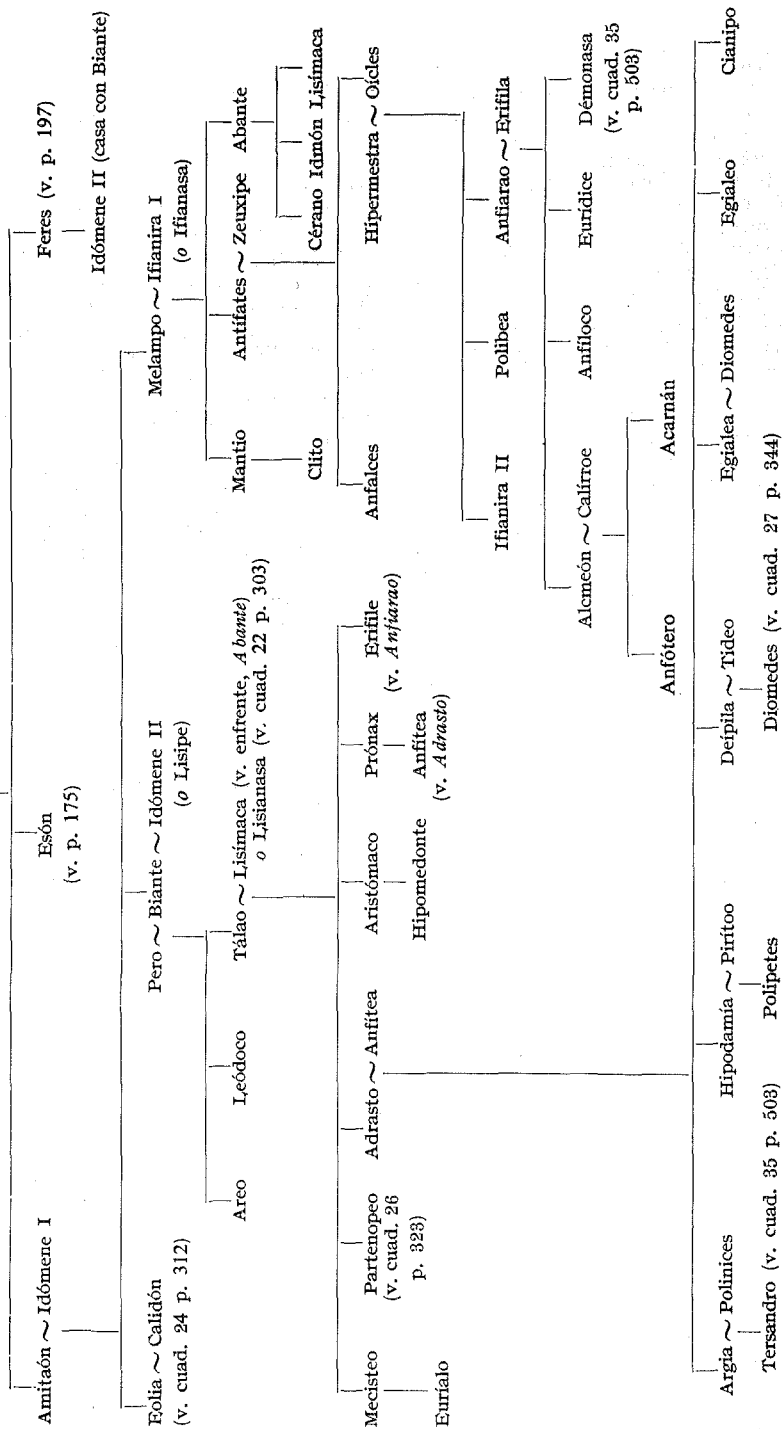 Amitaón ~ Idómene I    Esón    Feres (v. p. 197)
(v. p. 175)    Idómene II (casa con Biante)
Eolia ~ Calidón    Pero ~ Biante ~ Idómene II    Melampo ~ Ifianira I
(v. cuad. 24 p. 312)    (o Lisipe)    (o Ifianasa)
Areo    Leódoco    Tálao ~ Lisímaca (v. enfrente, Abante)    Mantio    Antífates ~ Zeuxipe    Abante
o Lisianasa (v. cuad. 22 p. 303)    Clito    Cérano    Idmón    Lisímaca
Mecisteo    Partenopeo    Adrasto ~ Anfítea    Aristómaco    Prónax    Erifile    Anfalces    Hipermestra ~ Oícles
(v. cuad. 26    (v. Anfiarao)
p. 323)
Euríalo    Hipomedonte    Anfítea
(v. Adrasto)
Ifianira II    Polibea    Anfiarao ~ Erifila
Alcmeón ~ Calírroe    Anfíloco    Eurídice    Démonasa
(v. cuad. 35
p. 503)
Anfótero    Acarnán
Argia ~ Polinices    Hipodamía ~ Pirítoo    Deípila ~ Tideo    Egialea ~ Diomedes    Egialeo    Cianipo
Tersandro (v. cuad. 35 p. 503)    Polipetes    Diomedes (v. cuad. 27 p. 344)